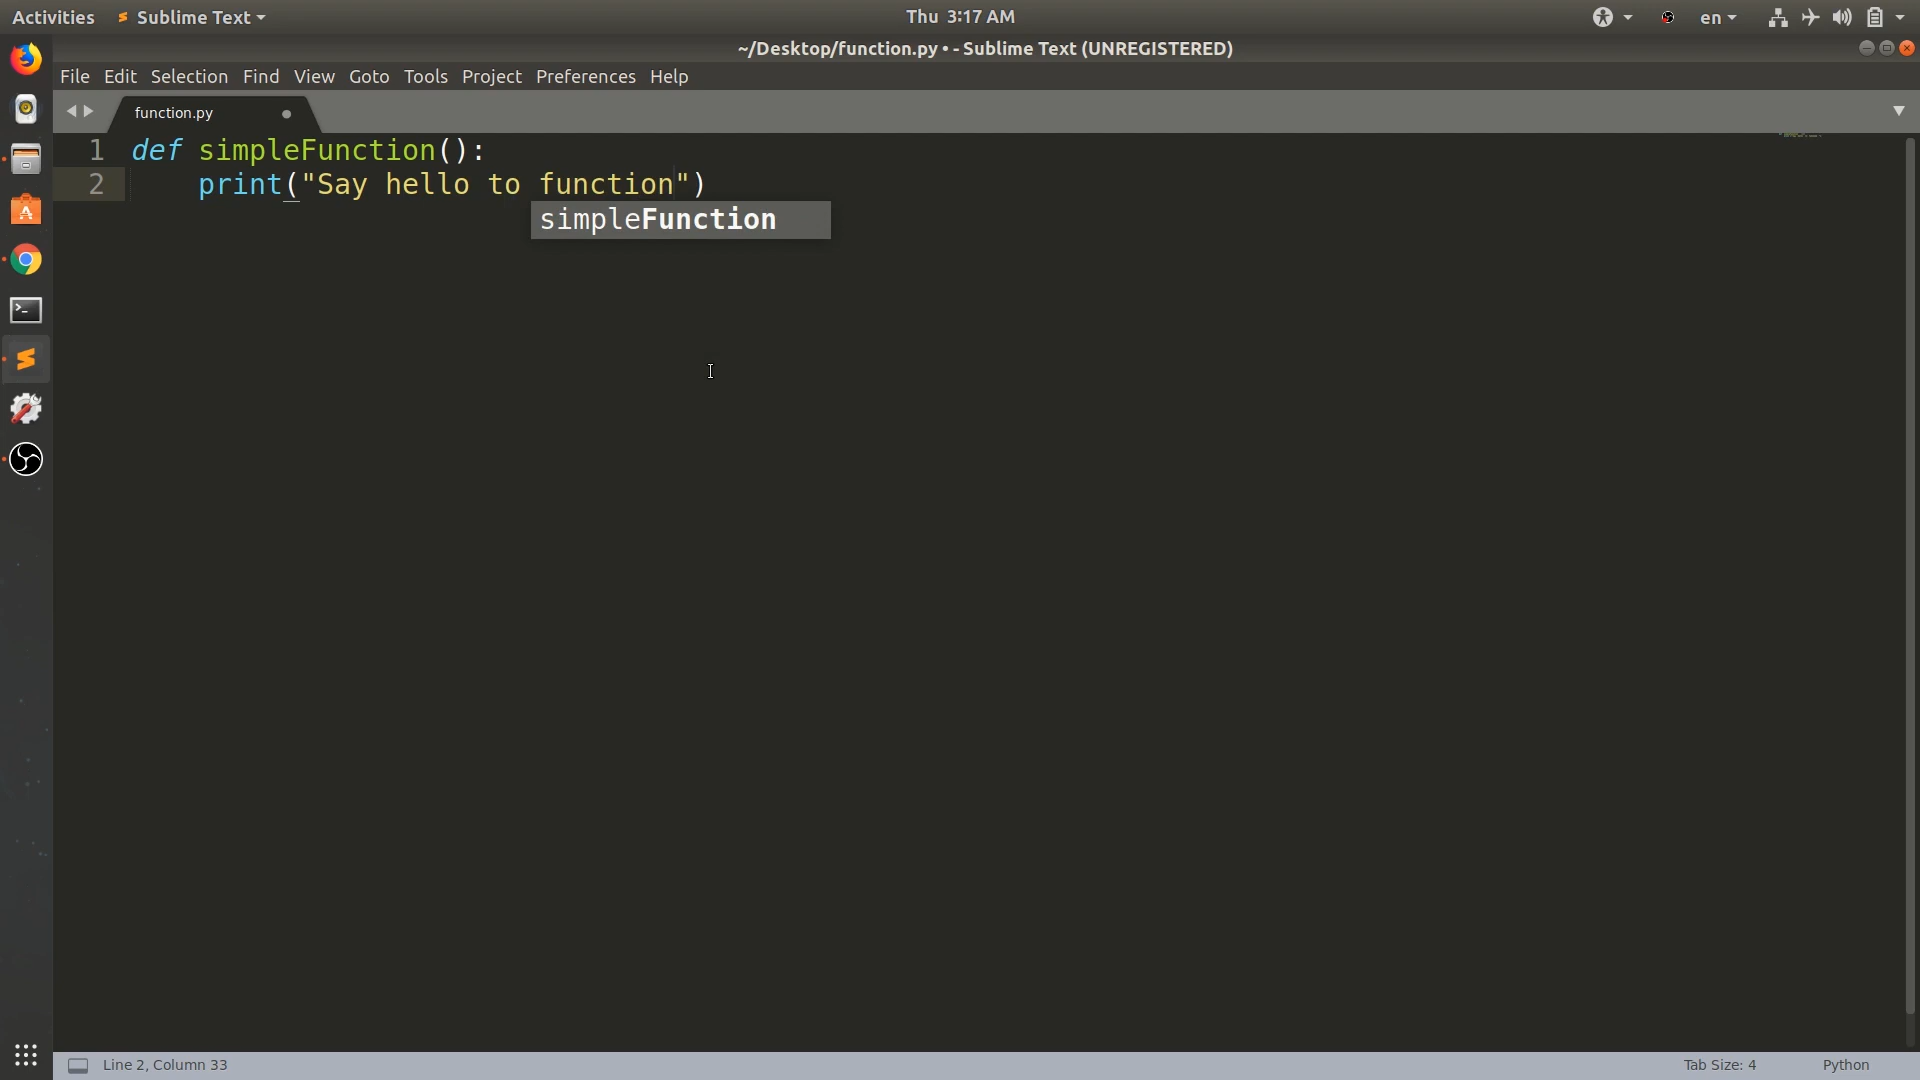 Activities Sublime Text Thu 3:17 AM en
~/Desktop/function.py • - Sublime Text (UNREGISTERED)
File Edit Selection Find View Goto Tools Project Preferences Help
function.py
1 def simpleFunction():
2     print("Say hello to function")
simpleFunction
Line 2, Column 33 Tab Size: 4 Python